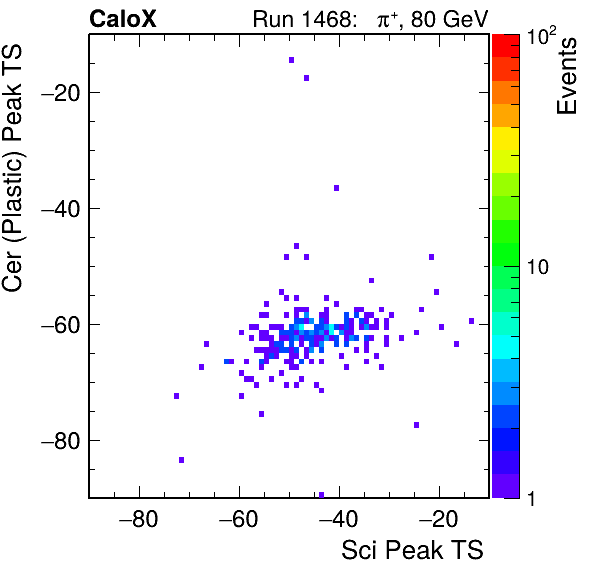 CaloX Run 1468: π⁺, 80 GeV
Cer (Plastic) Peak TS
−20
−40
−60
−80
−80 −60 −40 −20
Sci Peak TS
10²
10
1
Events